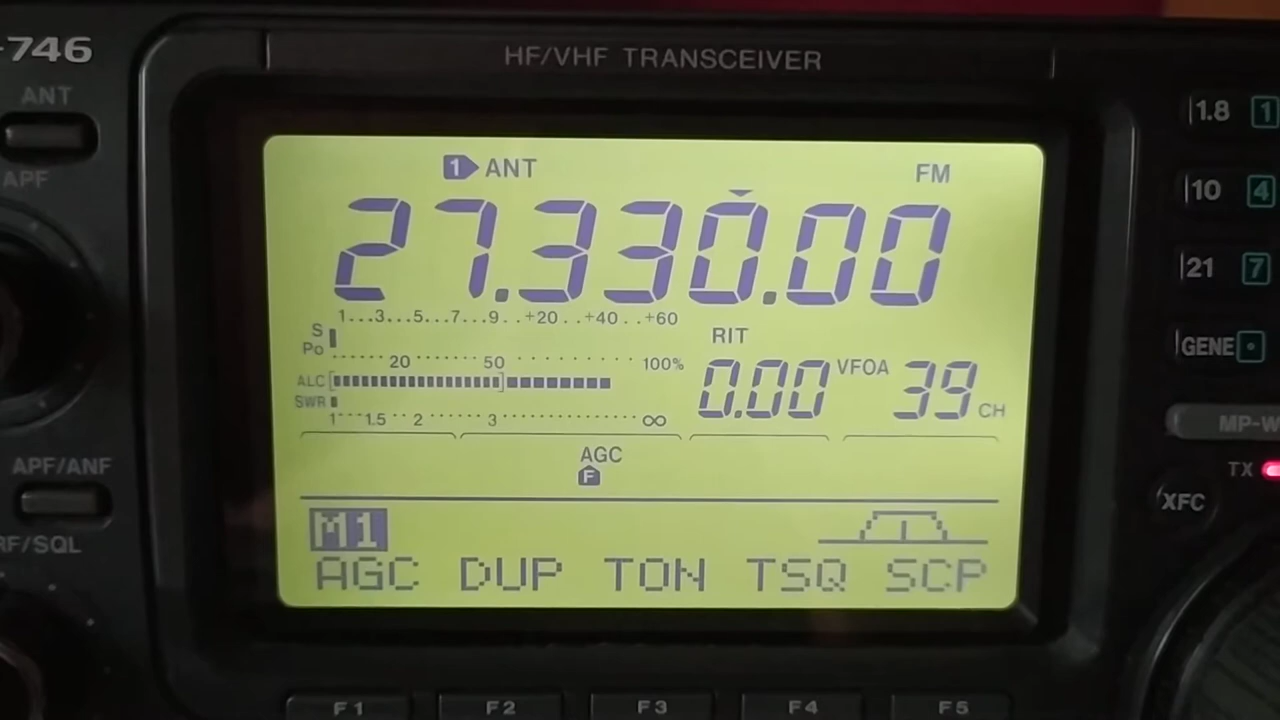 -746
HF/VHF TRANSCEIVER
ANT
APF
1 ANT
FM
27.330.00
1...3...5...7...9..+20..+40..+60
S
Po
20 50 100%
ALC
SWR
1 1.5 2 3 ∞
RIT
0.00
VFOA
39 CH
AGC
F
M1
AGC DUP TON TSQ SCP
APF/ANF
RF/SQL
F1 F2 F3 F4 F5
1.8 1
10 4
21 7
GENE
MP-W
TX
XFC